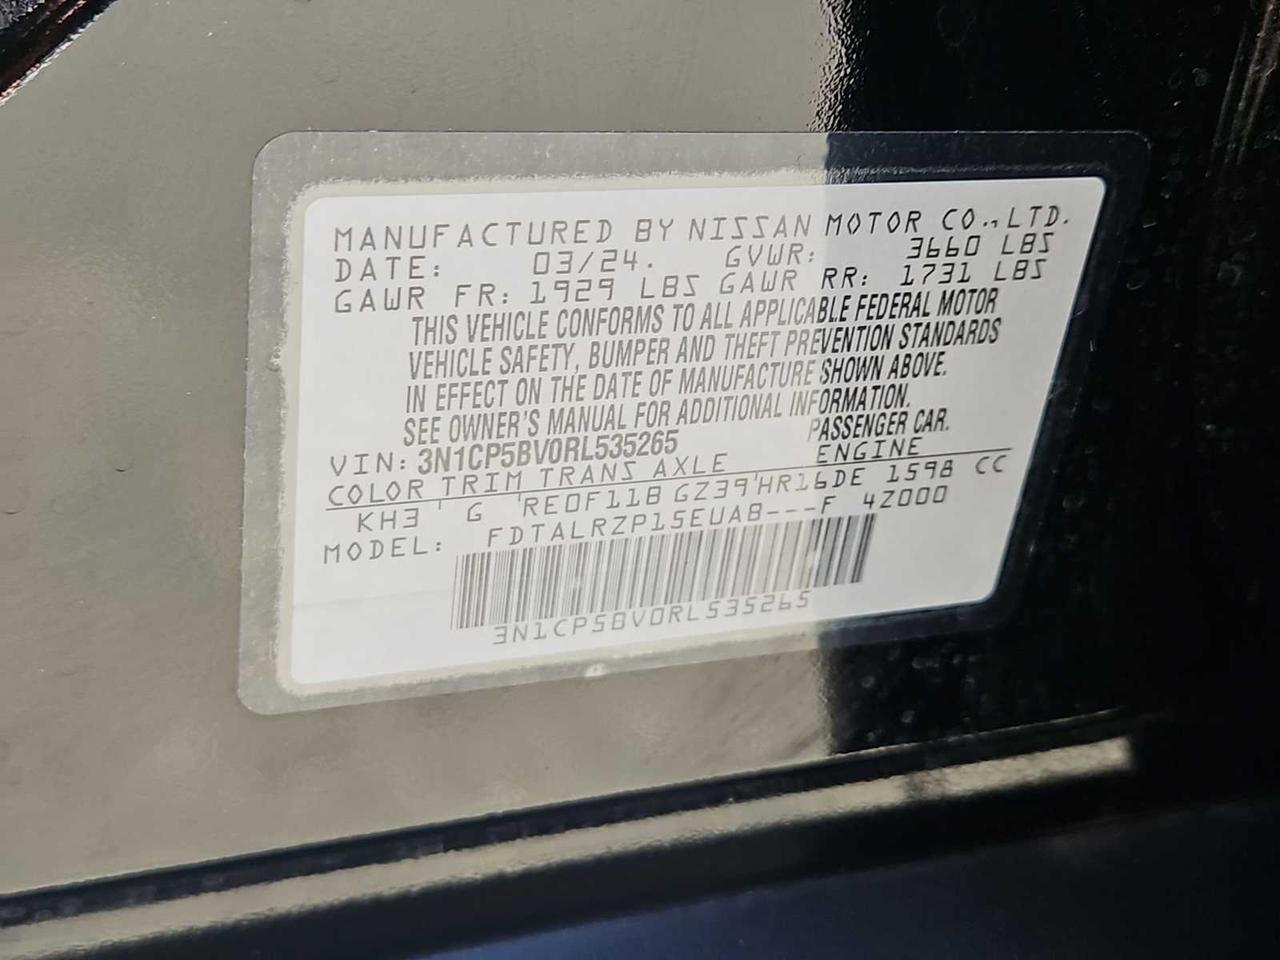 MANUFACTURED BY NISSAN MOTOR CO.,LTD.
DATE: 03/24. GVWR: 3660 LBS
GAWR FR: 1929 LBS GAWR RR: 1731 LBS
THIS VEHICLE CONFORMS TO ALL APPLICABLE FEDERAL MOTOR
VEHICLE SAFETY, BUMPER AND THEFT PREVENTION STANDARDS
IN EFFECT ON THE DATE OF MANUFACTURE SHOWN ABOVE.
SEE OWNER'S MANUAL FOR ADDITIONAL INFORMATION.
VIN: 3N1CP5BV0RL535265 PASSENGER CAR.
COLOR TRIM TRANS AXLE ENGINE
KH3 ' G 'RE0F11B GZ39'HR16DE 1598 CC
MODEL: FDTALRZP15EUAB---F 4Z000
3N1CP5BV0RL535265